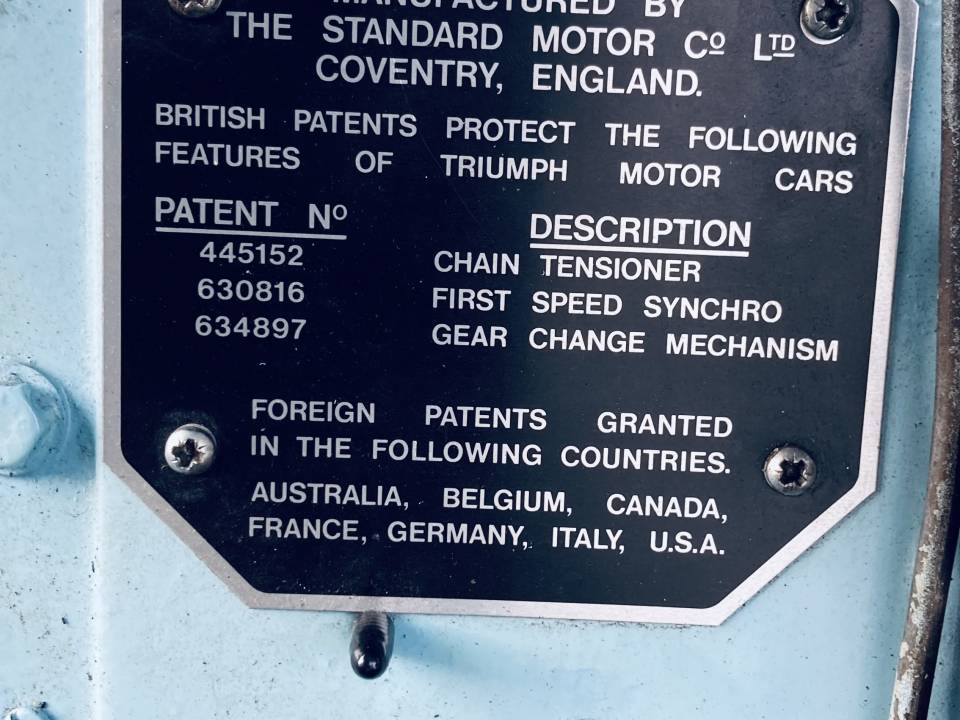 MANUFACTURED BY
THE STANDARD MOTOR Cº LTD
COVENTRY, ENGLAND.
BRITISH PATENTS PROTECT THE FOLLOWING
FEATURES OF TRIUMPH MOTOR CARS
PATENT Nº DESCRIPTION
445152 CHAIN TENSIONER
630816 FIRST SPEED SYNCHRO
634897 GEAR CHANGE MECHANISM
FOREIGN PATENTS GRANTED
IN THE FOLLOWING COUNTRIES.
AUSTRALIA, BELGIUM, CANADA,
FRANCE, GERMANY, ITALY, U.S.A.